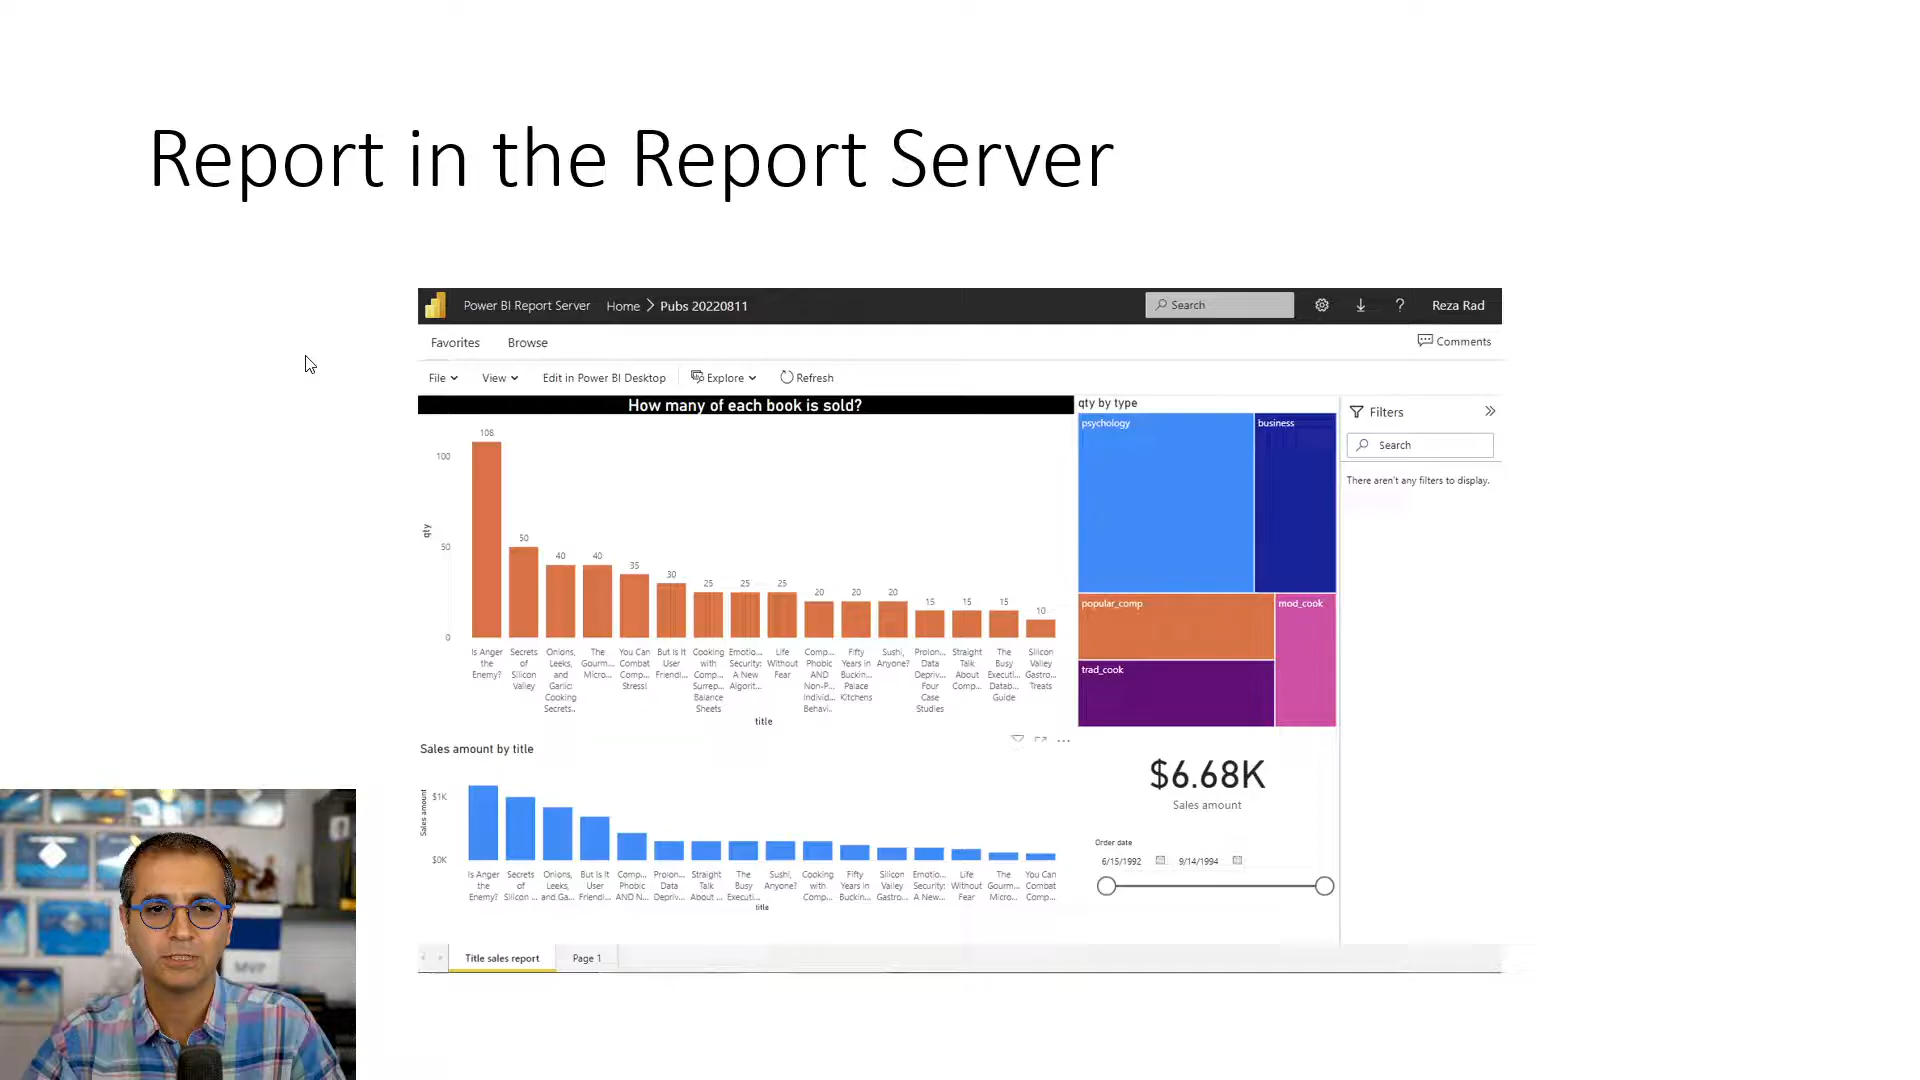 Report in the Report Server
Power BI Report Server Home > Pubs 20220811 Search ? Reza Rad
Favorites Browse Comments
File View Edit in Power BI Desktop Explore Refresh
How many of each book is sold?
qty
100
50
0
108 50 40 40 35 30 25 25 25 20 20 20 15 15 15 10
Is Anger the Enemy?
Secrets of Silicon Valley
Onions, Leeks, and Garlic: Cooking Secrets..
The Gourm... Micro...
You Can Combat Comp... Stress!
But Is It User Friendl...
Cooking with Comp... Surrep... Balance Sheets
Emotio... Security: A New Algorit...
Life Without Fear
Comp... Phobic AND Non-P... Individ... Behavi..
Fifty Years in Buckin... Palace Kitchens
Sushi, Anyone?
Prolon... Data Depriv... Four Case Studies
Straight Talk About Comp...
The Busy Executi... Datab... Guide
Silicon Valley Gastro... Treats
title
qty by type
psychology
business
popular_comp
mod_cook
trad_cook
Filters
Search
There aren't any filters to display.
Sales amount by title
Sales amount
$1K
$0K
Is Anger the Enemy?
Secrets of Silicon ...
Onions, Leeks, and Ga...
But Is It User Friendl...
Comp... Phobic AND N...
Prolon... Data Depriv...
Straight Talk About ...
The Busy Executi...
Sushi, Anyone?
Cooking with Comp...
Fifty Years in Buckin...
Silicon Valley Gastro...
Emotio... Security: A New...
Life Without Fear
The Gourm... Micro...
You Can Combat Comp...
title
$6.68K
Sales amount
Order date
6/15/1992 9/14/1994
Title sales report Page 1
MVP